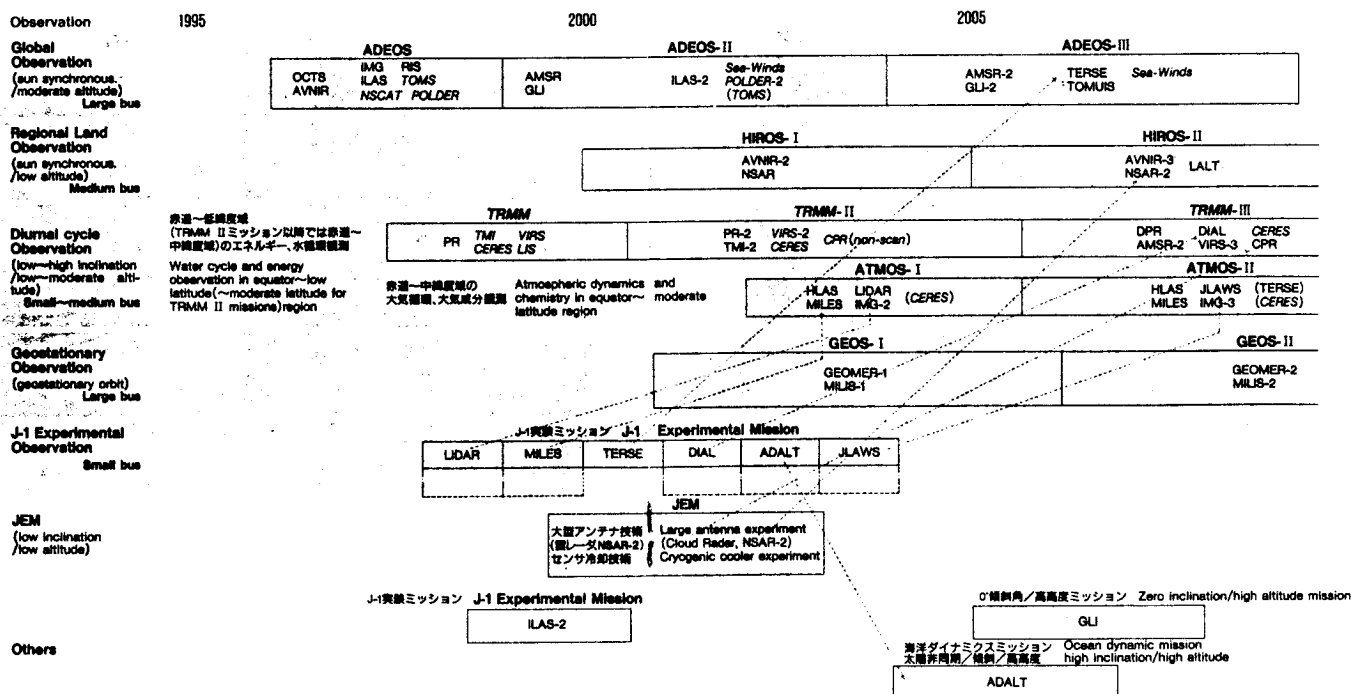 Observation 1995 2000 2005
Global
Observation
(sun synchronous.
/moderate altitude)
Large bus
ADEOS
OCTS
AVNIR
IMG RIS
ILAS TOMS
NSCAT POLDER
ADEOS-II
AMSR
GLI
ILAS-2
Sea-Winds
POLDER-2
(TOMS)
ADEOS-III
AMSR-2
GLI-2
TERSE
TOMUIS
Sea-Winds
Regional Land
Observation
(sun synchronous.
/low altitude)
Medium bus
HIROS-I
AVNIR-2
NSAR
HIROS-II
AVNIR-3
NSAR-2
LALT
Diurnal cycle
Observation
(low~high inclination
/low~moderate alti-
tude)
Small~medium bus
赤道~低緯度域
(TRMM IIミッション以降では赤道~
中緯度域)のエネルギー、水循環観測
Water cycle and energy
observation in equator~low
latitude(~moderate latitude for
TRMM II missions)region
TRMM
PR
TMI VIRS
CERES LIS
TRMM-II
PR-2 VIRS-2
TMI-2 CERES
CPR(non-scan)
TRMM-III
DPR DIAL CERES
AMSR-2 VIRS-3 CPR
赤道~中緯度域の
大気循環、大気成分観測
Atmospheric dynamics and
chemistry in equator~ moderate
latitude region
ATMOS-I
HLAS LIDAR
MILES IMG-2
(CERES)
ATMOS-II
HLAS JLAWS (TERSE)
MILES IMG-3 (CERES)
Geostationary
Observation
(geostationary orbit)
Large bus
GEOS-I
GEOMER-1
MILIS-1
GEOS-II
GEOMER-2
MILIS-2
J-1 Experimental
Observation
Small bus
J-1実験ミッション J-1 Experimental Mission
LIDAR MILES TERSE DIAL ADALT JLAWS
JEM
(low inclination
/low altitude)
JEM
大型アンテナ技術
(雲レーダNSAR-2)
センサ冷却技術
Large antenna experiment
(Cloud Rader, NSAR-2)
Cryogenic cooler experiment
J-1実験ミッション J-1 Experimental Mission
ILAS-2
Others
0°傾斜角/高高度ミッション Zero inclination/high altitude mission
GLI
海洋ダイナミクスミッション Ocean dynamic mission
太陽非同期/傾斜/高高度 high inclination/high altitude
ADALT